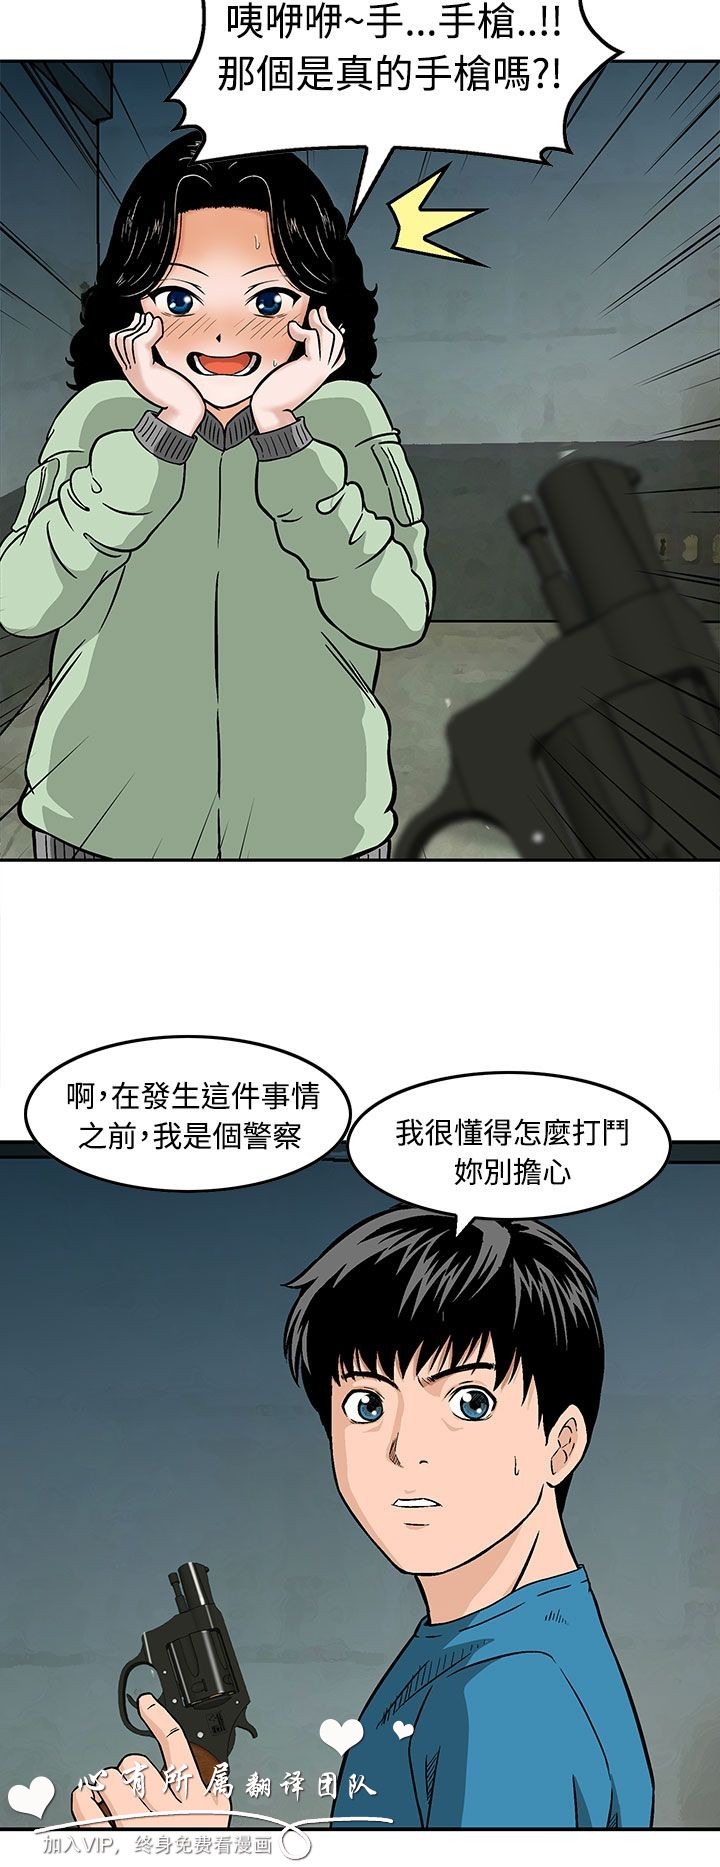 咦咿咿~手...手槍..!!
那個是真的手槍嗎?!
啊,在發生這件事情
之前,我是個警察
我很懂得怎麼打鬥
妳別擔心
心有所属翻译团队
加入VIP，终身免费看漫画